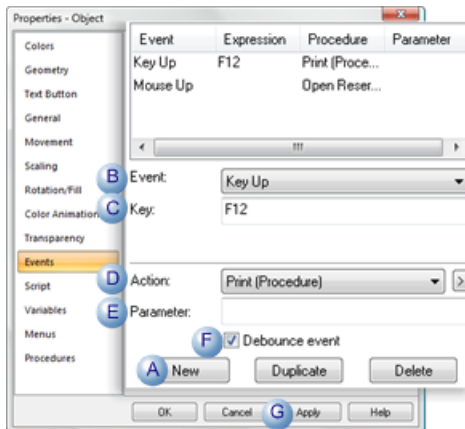 Properties - Object
Colors
Geometry
Text Button
General
Movement
Scaling
Rotation/Fill
Color Animation
Transparency
Events
Script
Variables
Menus
Procedures
Event Expression Procedure Parameter
Key Up F12 Print (Proce...
Mouse Up Open Reser...
B Event: Key Up
C Key: F12
D Action: Print (Procedure) >
E Parameter:
F Debounce event
A New Duplicate Delete
OK Cancel G Apply Help